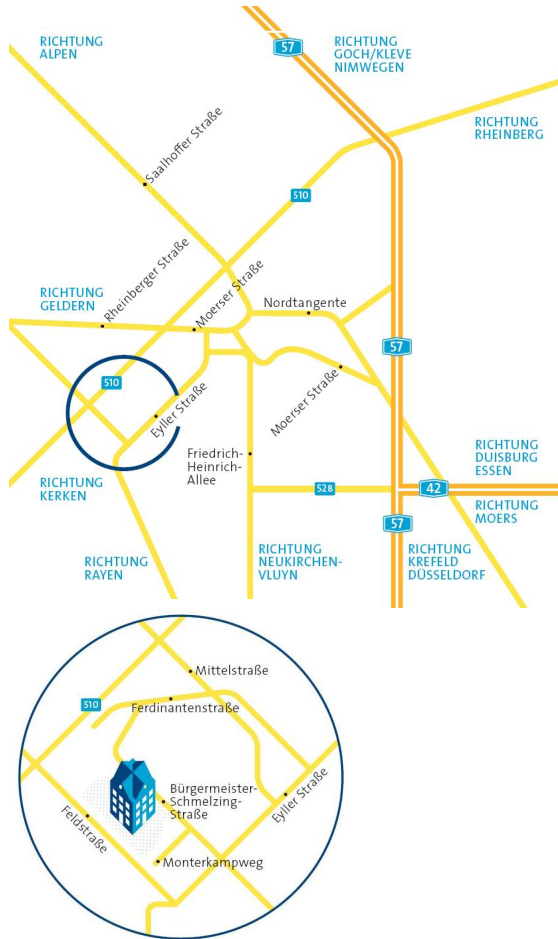 RICHTUNG
ALPEN
57
RICHTUNG
GOCH/KLEVE
NIMWEGEN
RICHTUNG
RHEINBERG
Saalhoffer Straße
510
Rheinberger Straße
Moerser Straße
RICHTUNG
GELDERN
Nordtangente
57
510
Eyller Straße
Moerser Straße
Friedrich-
Heinrich-
Allee
RICHTUNG
DUISBURG
ESSEN
RICHTUNG
KERKEN
528
42
RICHTUNG
MOERS
57
RICHTUNG
RAYEN
RICHTUNG
NEUKIRCHEN-
VLUYN
RICHTUNG
KREFELD
DÜSSELDORF
Mittelstraße
510
Ferdinantenstraße
Bürgermeister-
Schmelzing-
Straße
Eyller Straße
Feldstraße
Monterkampweg